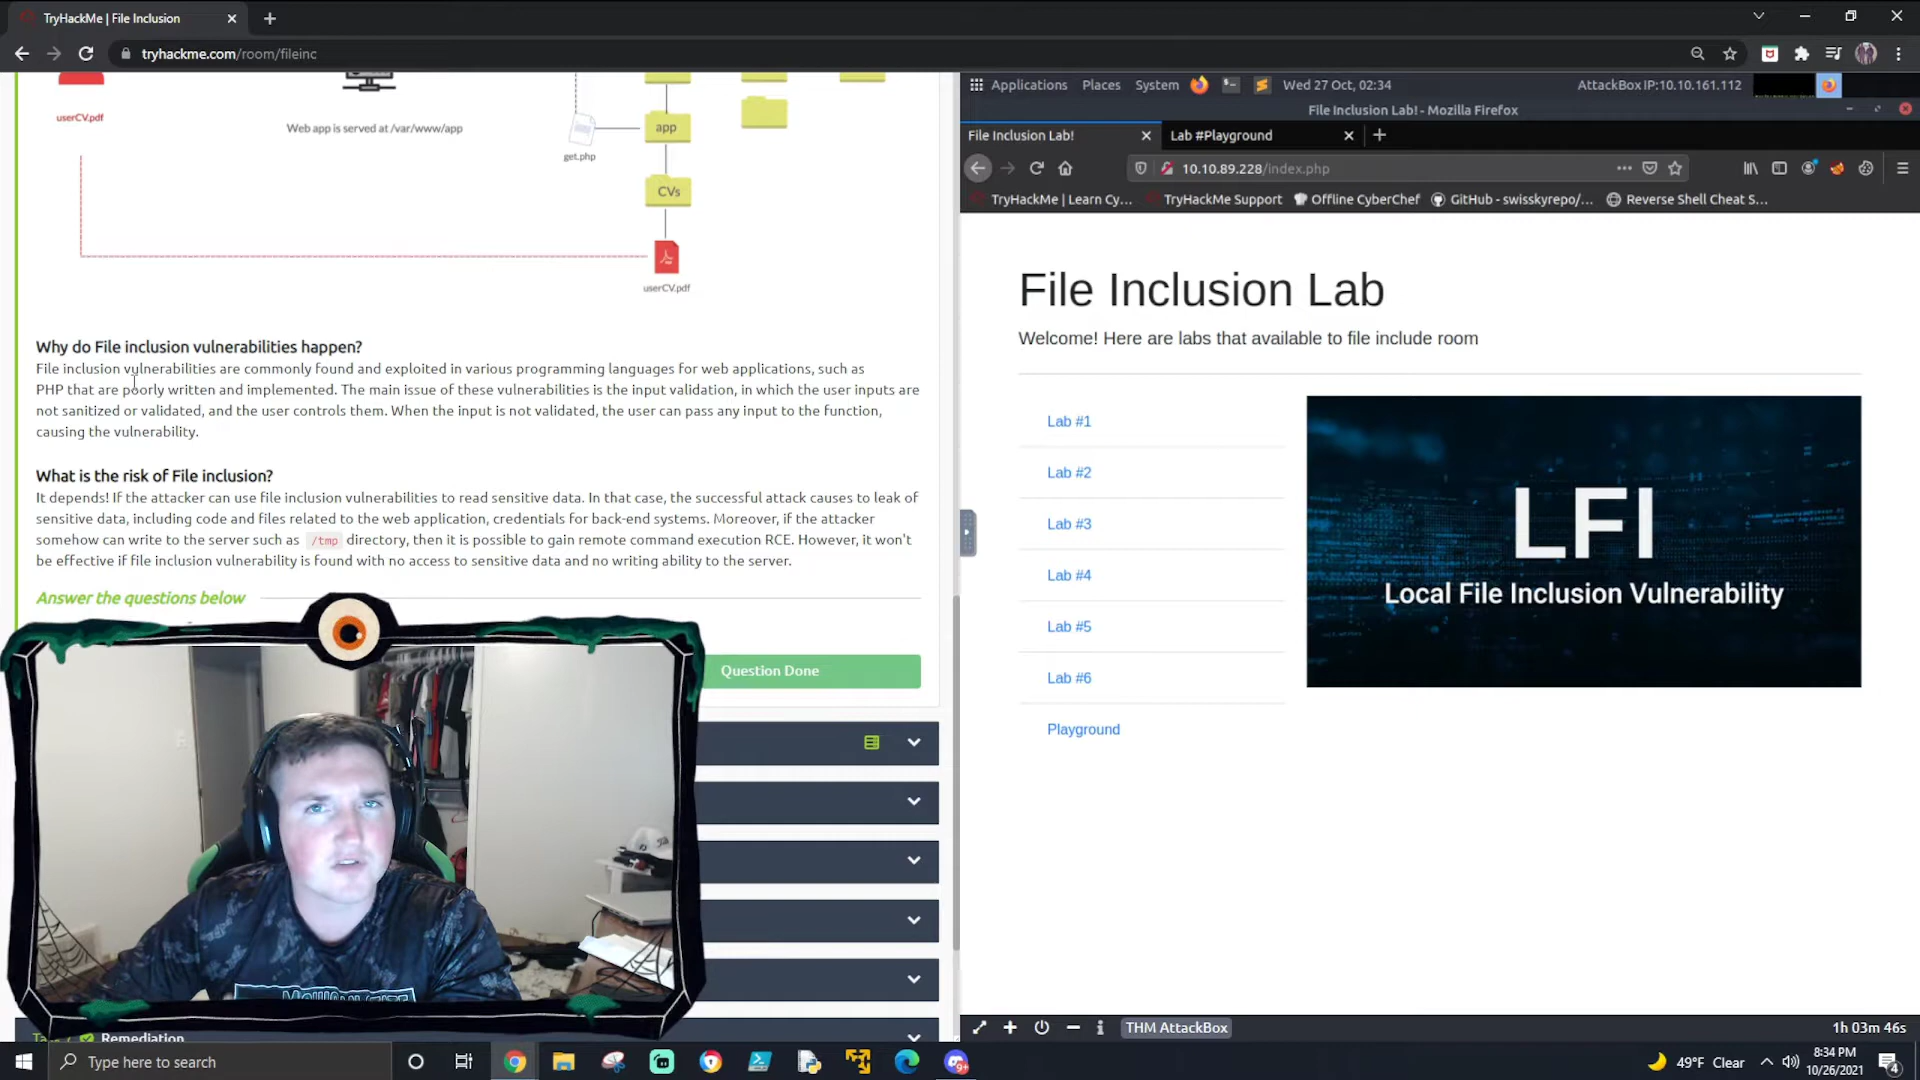 TryHackMe | File Inclusion
tryhackme.com/room/fileinc
userCV.pdf
Web app is served at /var/www/app
app
get.php
CVs
userCV.pdf
Why do File inclusion vulnerabilities happen?
File inclusion vulnerabilities are commonly found and exploited in various programming languages for web applications, such as
PHP that are poorly written and implemented. The main issue of these vulnerabilities is the input validation, in which the user inputs are
not sanitized or validated, and the user controls them. When the input is not validated, the user can pass any input to the function,
causing the vulnerability.
What is the risk of File inclusion?
It depends! If the attacker can use file inclusion vulnerabilities to read sensitive data. In that case, the successful attack causes to leak of
sensitive data, including code and files related to the web application, credentials for back-end systems. Moreover, if the attacker
somehow can write to the server such as /tmp directory, then it is possible to gain remote command execution RCE. However, it won't
be effective if file inclusion vulnerability is found with no access to sensitive data and no writing ability to the server.
Answer the questions below
Question Done
Remediation
Applications Places System Wed 27 Oct, 02:34 AttackBox IP:10.10.161.112
File Inclusion Lab! - Mozilla Firefox
File Inclusion Lab! Lab #Playground
10.10.89.228/index.php
TryHackMe | Learn Cy... TryHackMe Support Offline CyberChef GitHub - swisskyrepo/... Reverse Shell Cheat S...
File Inclusion Lab
Welcome! Here are labs that available to file include room
Lab #1
Lab #2
Lab #3
Lab #4
Lab #5
Lab #6
Playground
LFI
Local File Inclusion Vulnerability
THM AttackBox
1h 03m 46s
Type here to search
9+
49°F Clear
8:34 PM
10/26/2021
4